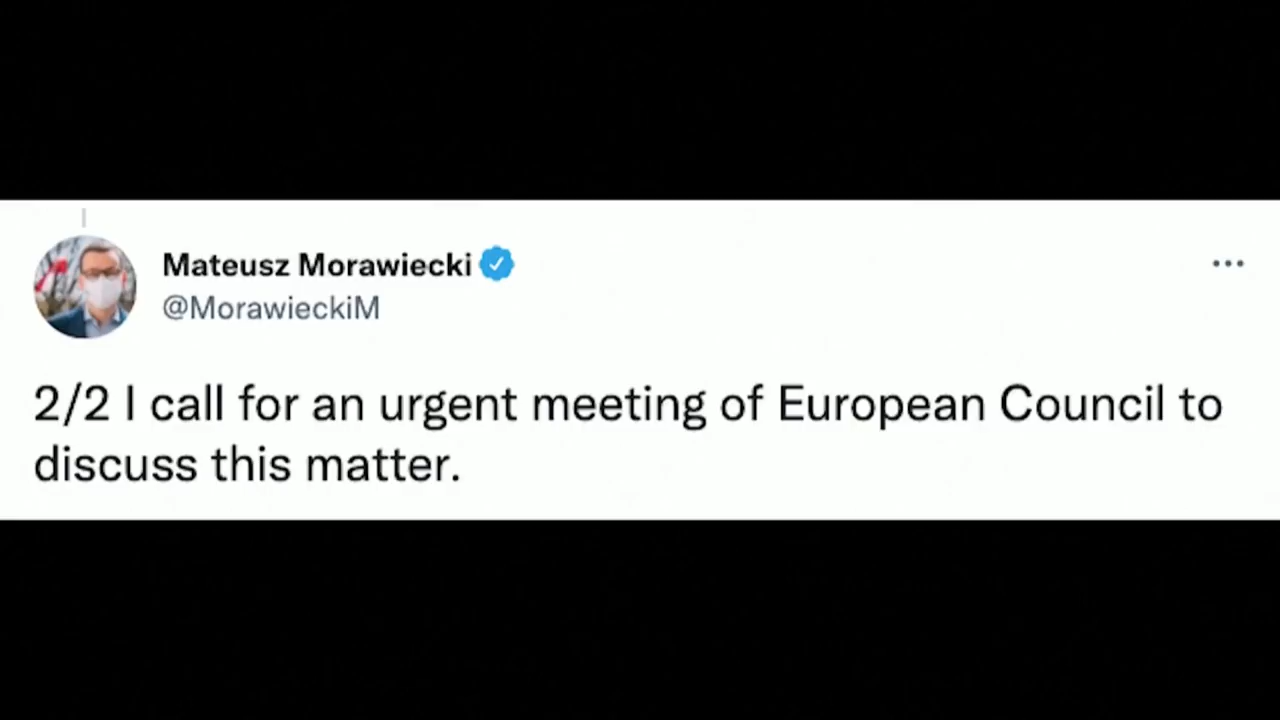 Mateusz Morawiecki
@MorawieckiM
2/2 I call for an urgent meeting of European Council to
discuss this matter.